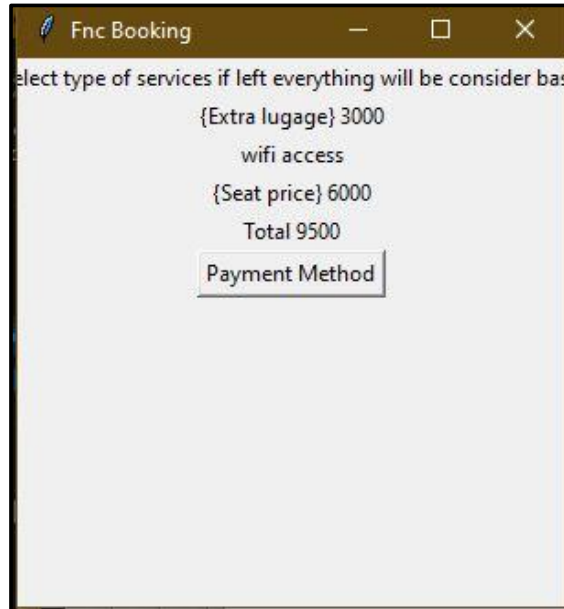 Fnc Booking
elect type of services if left everything will be consider bas
{Extra lugage} 3000
wifi access
{Seat price} 6000
Total 9500
Payment Method